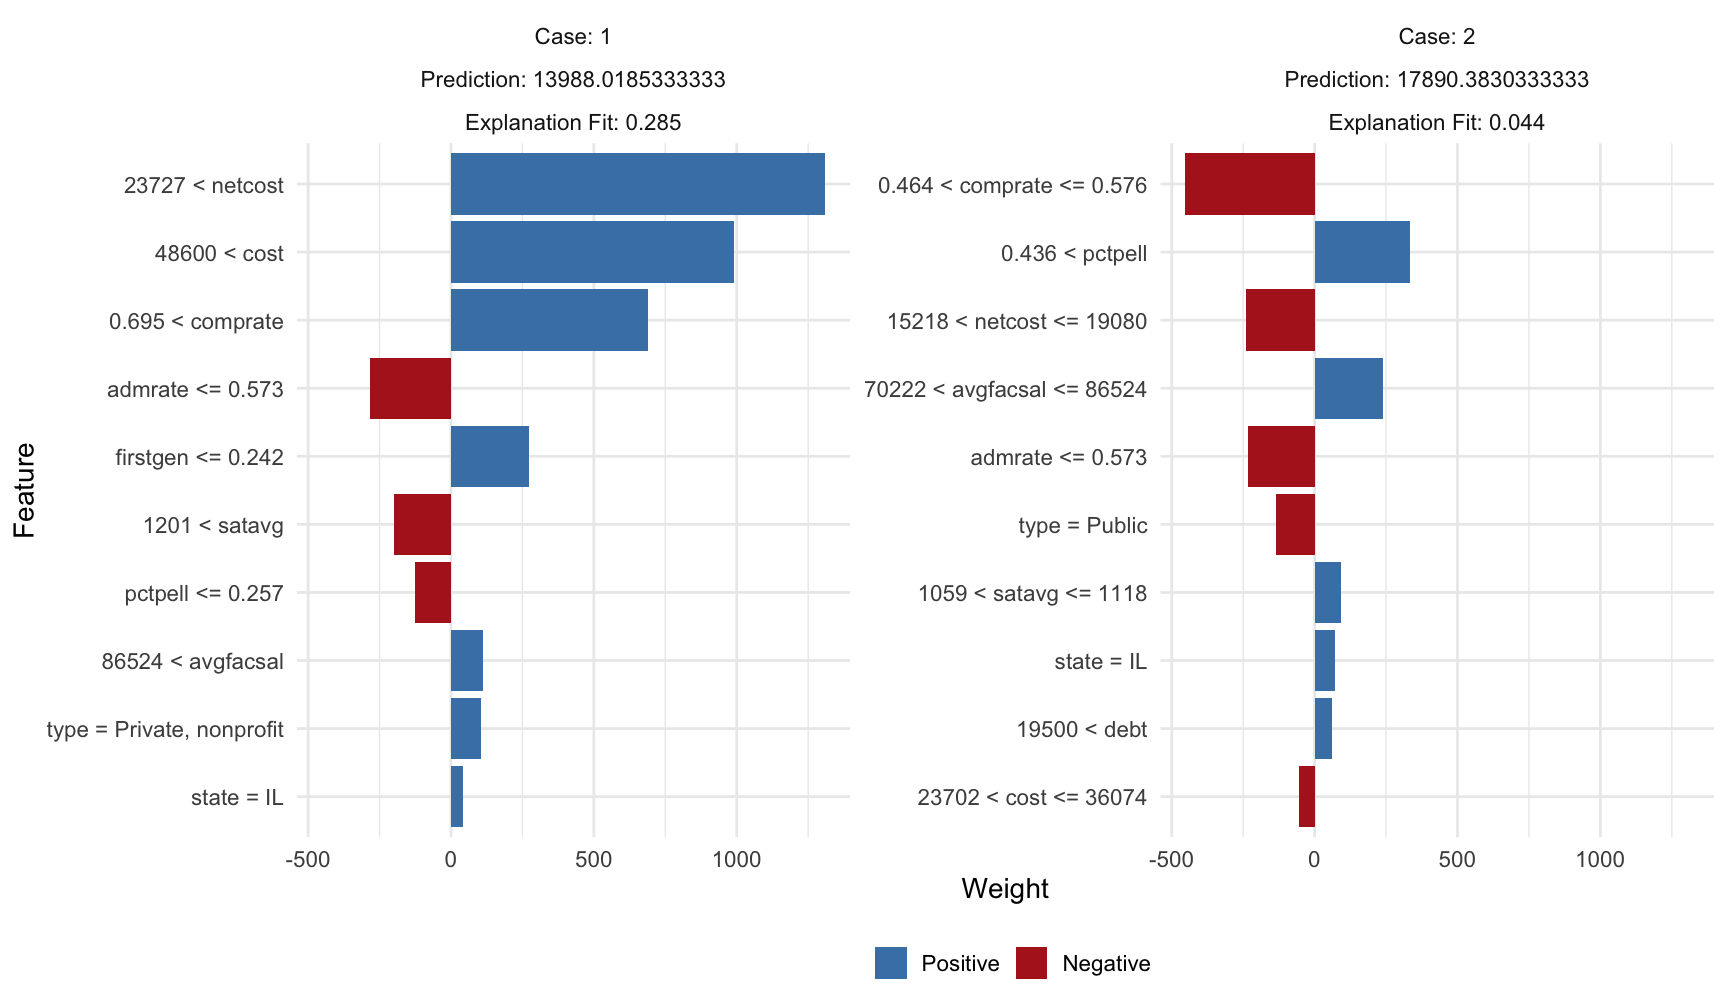 Case: 1
Prediction: 13988.0185333333
Explanation Fit: 0.285
23727 < netcost
48600 < cost
0.695 < comprate
admrate <= 0.573
firstgen <= 0.242
1201 < satavg
pctpell <= 0.257
86524 < avgfacsal
type = Private, nonprofit
state = IL
-500 0 500 1000
Case: 2
Prediction: 17890.3830333333
Explanation Fit: 0.044
0.464 < comprate <= 0.576
0.436 < pctpell
15218 < netcost <= 19080
70222 < avgfacsal <= 86524
admrate <= 0.573
type = Public
1059 < satavg <= 1118
state = IL
19500 < debt
23702 < cost <= 36074
-500 0 500 1000
Feature
Weight
Positive Negative